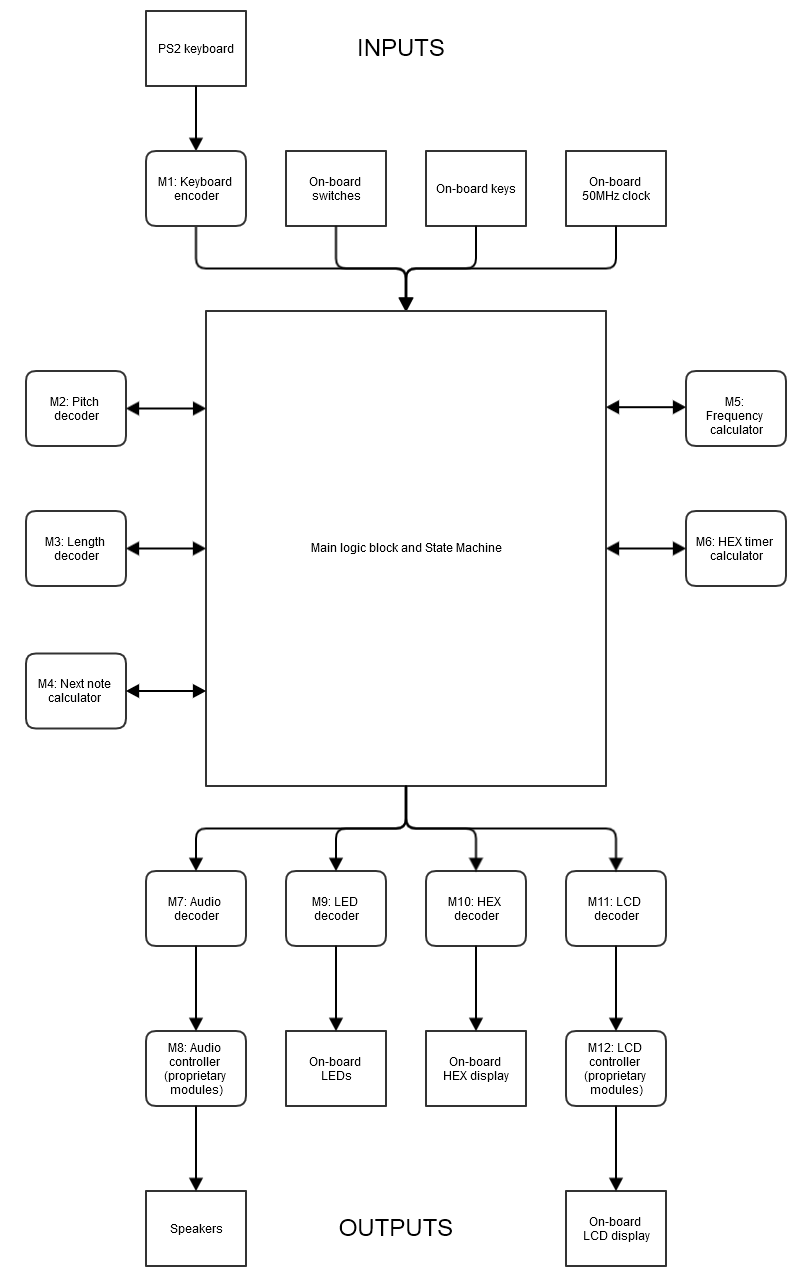 PS2 keyboard
INPUTS
M1: Keyboard
encoder
On-board
switches
On-board keys
On-board
50MHz clock
M2: Pitch
decoder
M5:
Frequency
calculator
M3: Length
decoder
Main logic block and State Machine
M6: HEX timer
calculator
M4: Next note
calculator
M7: Audio
decoder
M9: LED
decoder
M10: HEX
decoder
M11: LCD
decoder
M8: Audio
controller
(proprietary
modules)
On-board
LEDs
On-board
HEX display
M12: LCD
controller
(proprietary
modules)
Speakers
OUTPUTS
On-board
LCD display